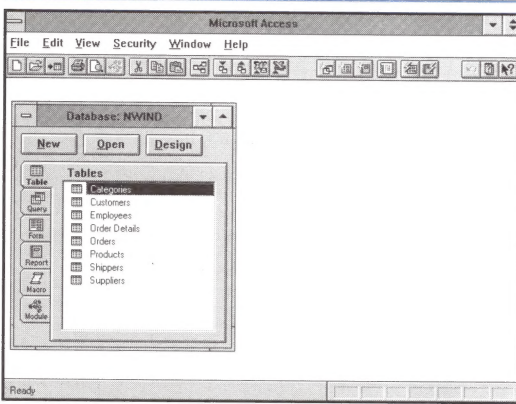 Microsoft Access
File Edit View Security Window Help
Database: NWIND
New Open Design
Table
Query
Form
Report
Macro
Module
Tables
Categories
Customers
Employees
Order Details
Orders
Products
Shippers
Suppliers
Ready